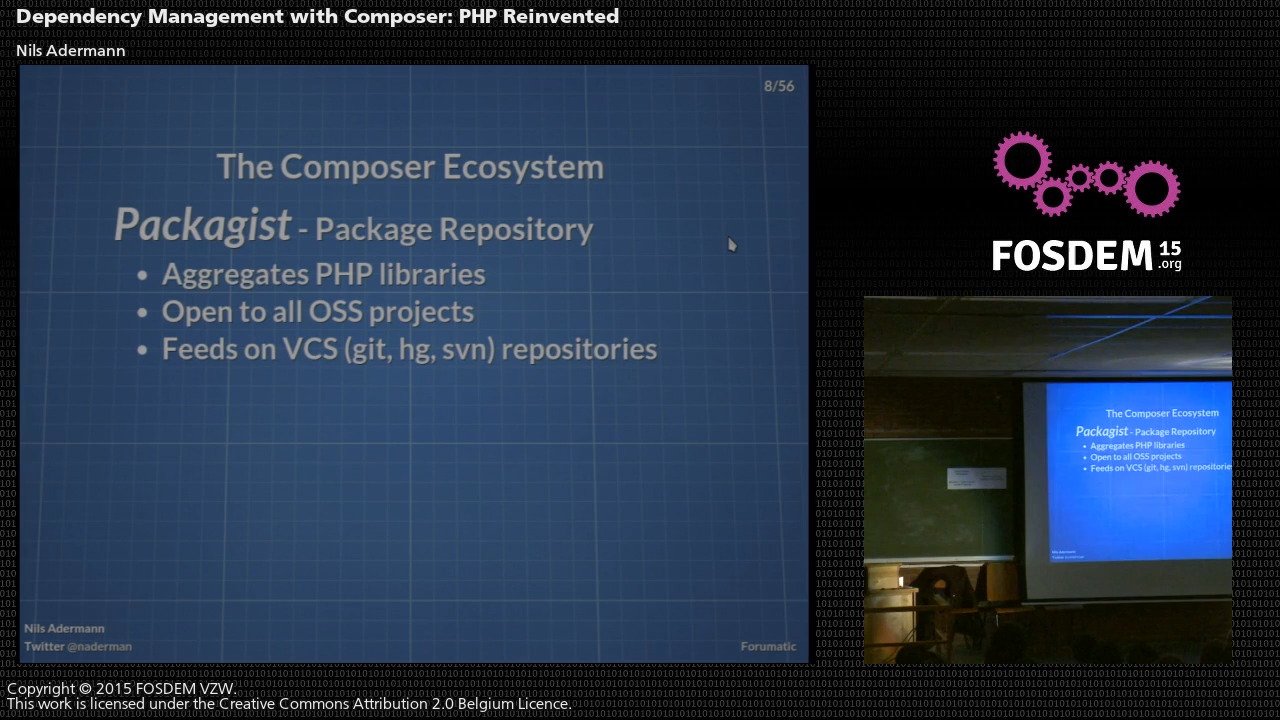 Dependency Management with Composer: PHP Reinvented
Nils Adermann
8/56
The Composer Ecosystem
Packagist - Package Repository
• Aggregates PHP libraries
• Open to all OSS projects
• Feeds on VCS (git, hg, svn) repositories
Nils Adermann
Twitter @naderman
Forumatic
FOSDEM 15
.org
The Composer Ecosystem
Packagist - Package Repository
• Aggregates PHP libraries
• Open to all OSS projects
• Feeds on VCS (git, hg, svn) repositories
Copyright © 2015 FOSDEM VZW.
This work is licensed under the Creative Commons Attribution 2.0 Belgium Licence.